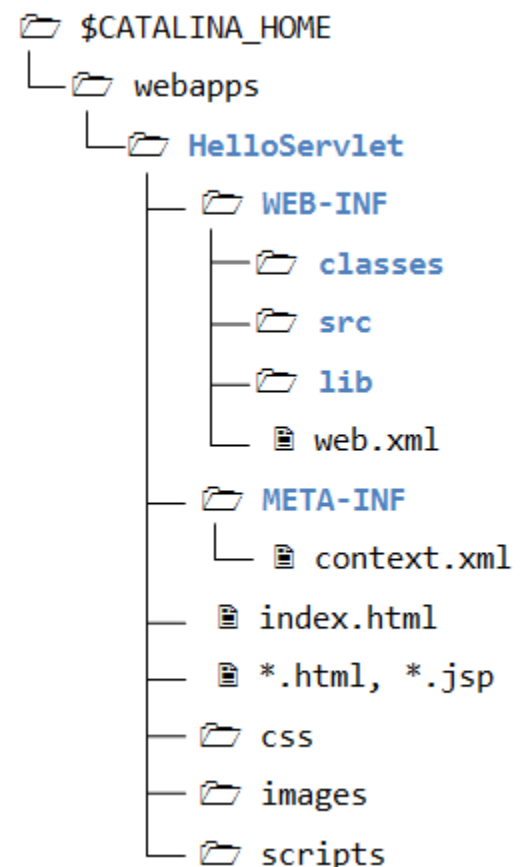 $CATALINA_HOME
webapps
HelloServlet
WEB-INF
classes
src
lib
web.xml
META-INF
context.xml
index.html
*.html, *.jsp
css
images
scripts